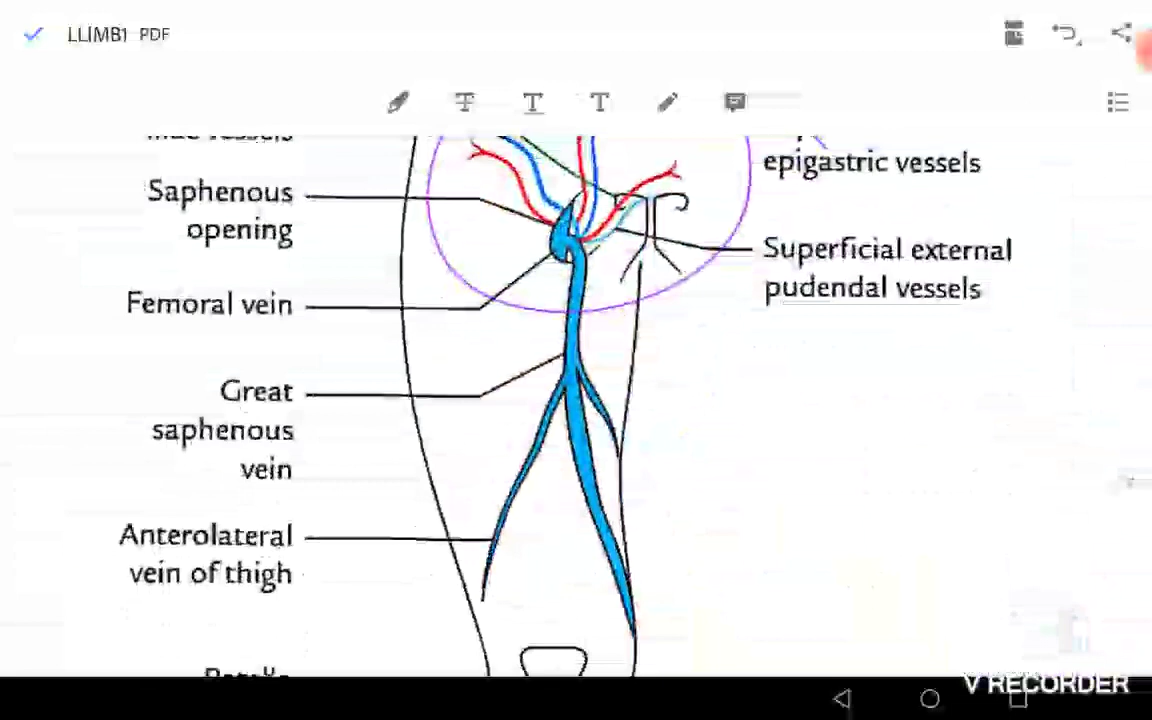 LLIMB1 PDF
vessels
epigastric vessels
Saphenous
opening
Superficial external
pudendal vessels
Femoral vein
Great
saphenous
vein
Anterolateral
vein of thigh
V RECORDER